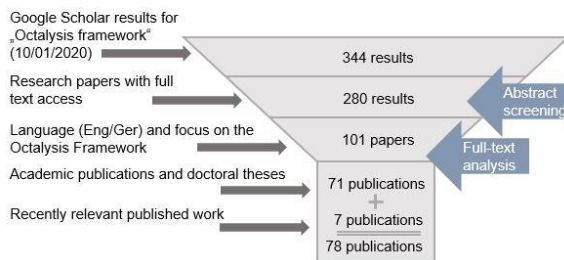 Google Scholar results for
„Octalysis framework“
(10/01/2020)
344 results
Research papers with full
text access
280 results
Abstract
screening
Language (Eng/Ger) and focus on the
Octalysis Framework
101 papers
Full-text
analysis
Academic publications and doctoral theses
71 publications
+
Recently relevant published work
7 publications
78 publications